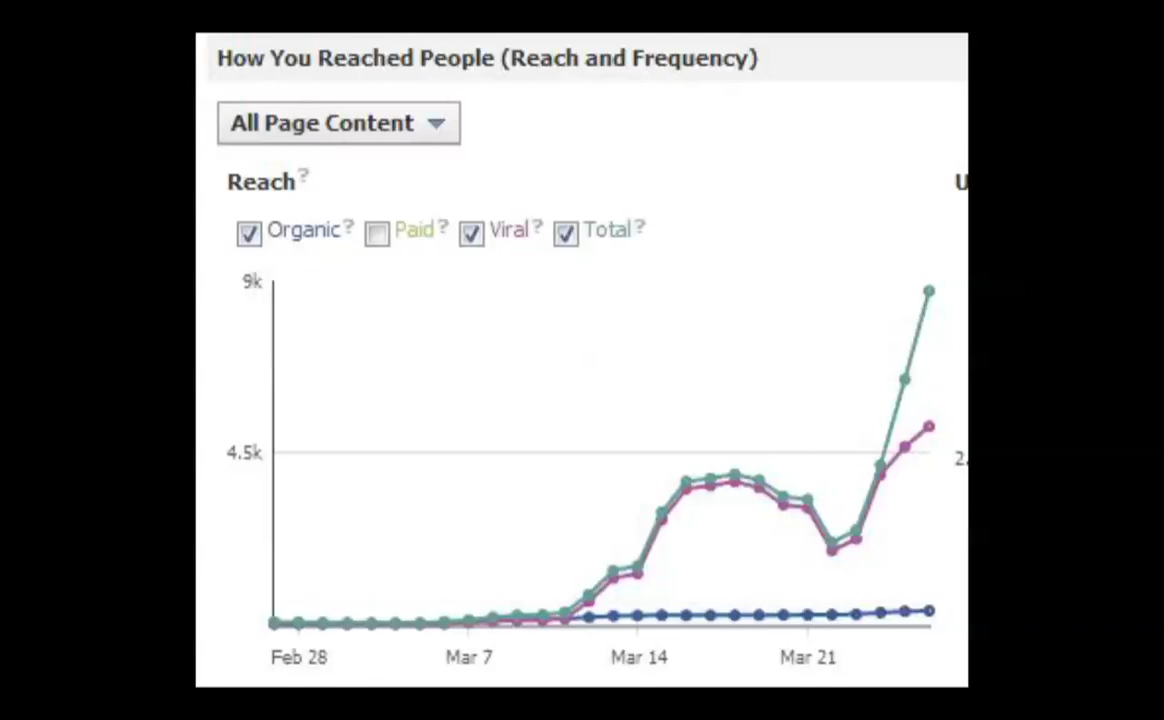 How You Reached People (Reach and Frequency)
All Page Content
Reach?
Organic? Paid? Viral? Total?
9k
4.5k
Feb 28 Mar 7 Mar 14 Mar 21